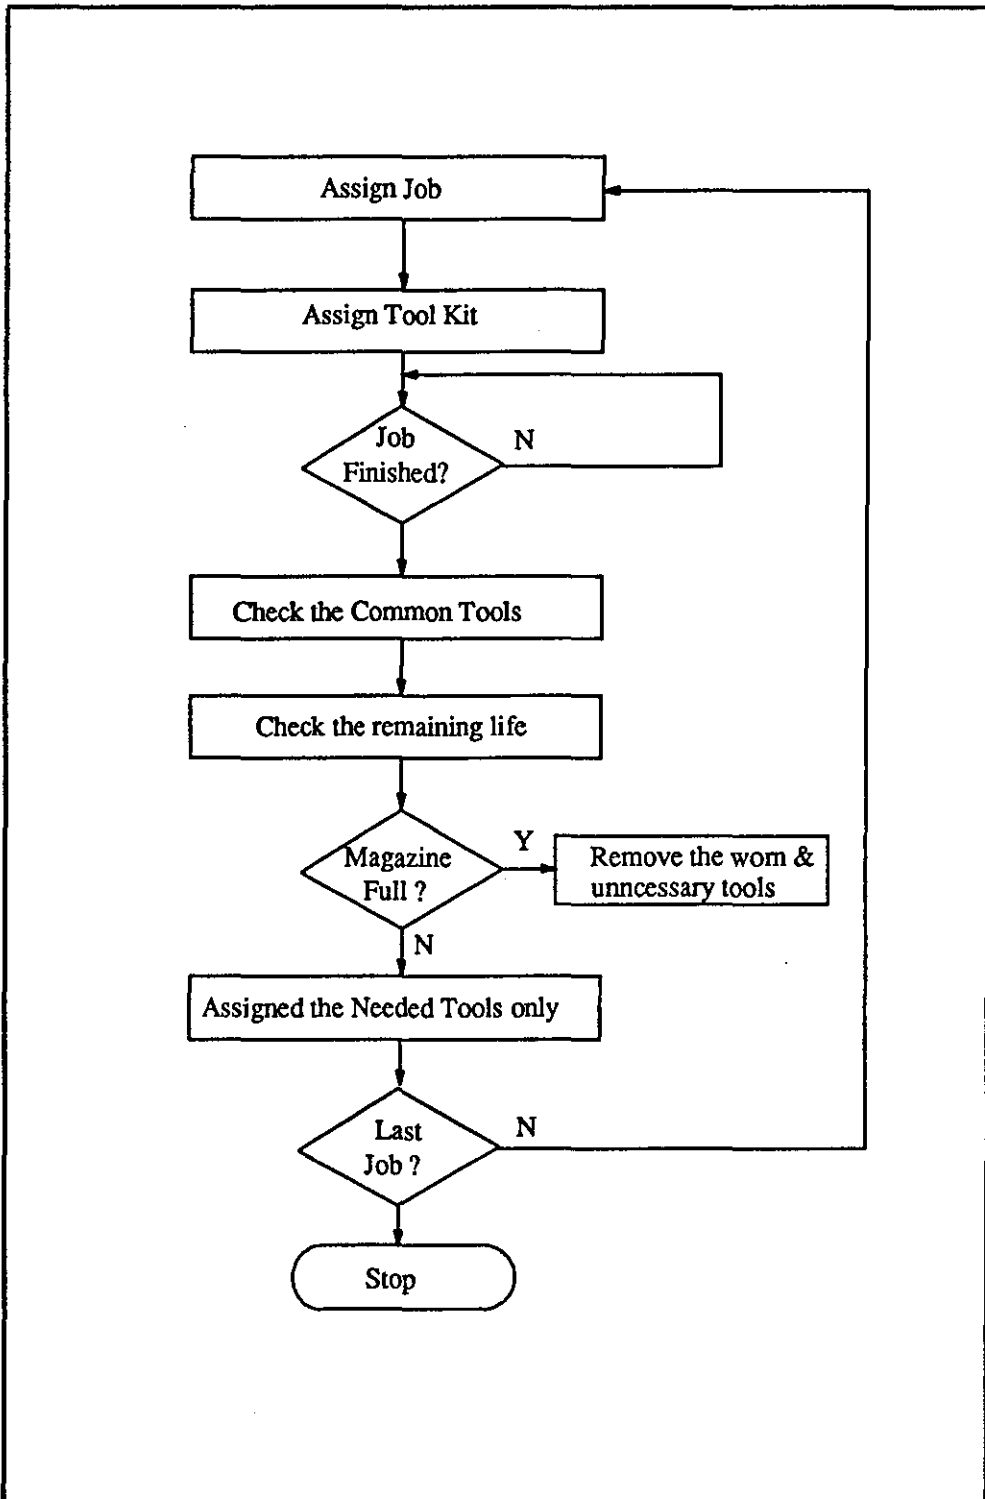 Assign Job
Assign Tool Kit
Job
Finished?
N
Check the Common Tools
Check the remaining life
Magazine
Full ?
Y
Remove the worn &
unncessary tools
N
Assigned the Needed Tools only
Last
Job ?
N
Stop